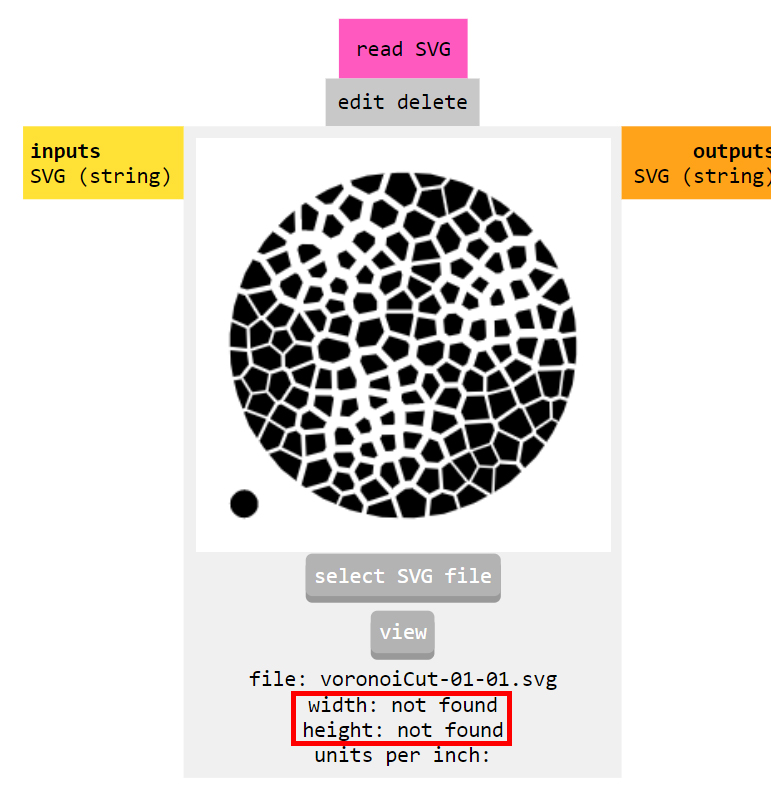 read SVG
edit delete
inputs
SVG (string)
outputs
SVG (string)
select SVG file
view
file: voronoiCut-01-01.svg
width: not found
height: not found
units per inch: